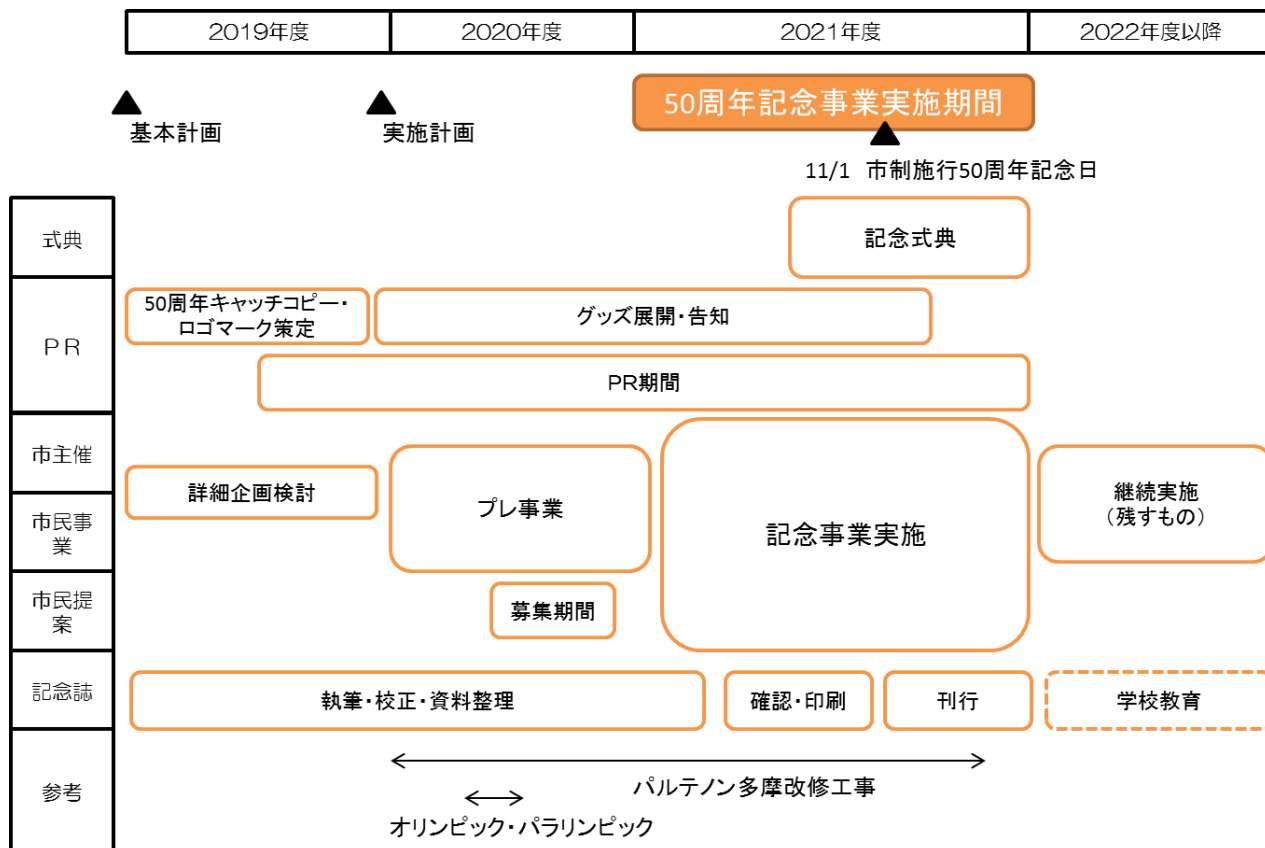 2019年度
2020年度
2021年度
2022年度以降
50周年記念事業実施期間
基本計画
実施計画
11/1 市制施行50周年記念日
式典
記念式典
PR
50周年キャッチコピー・
ロゴマーク策定
グッズ展開・告知
PR期間
市主催
市民事
業
市民提
案
詳細企画検討
プレ事業
募集期間
記念事業実施
継続実施
(残すもの)
記念誌
執筆・校正・資料整理
確認・印刷
刊行
学校教育
参考
パルテノン多摩改修工事
オリンピック・パラリンピック